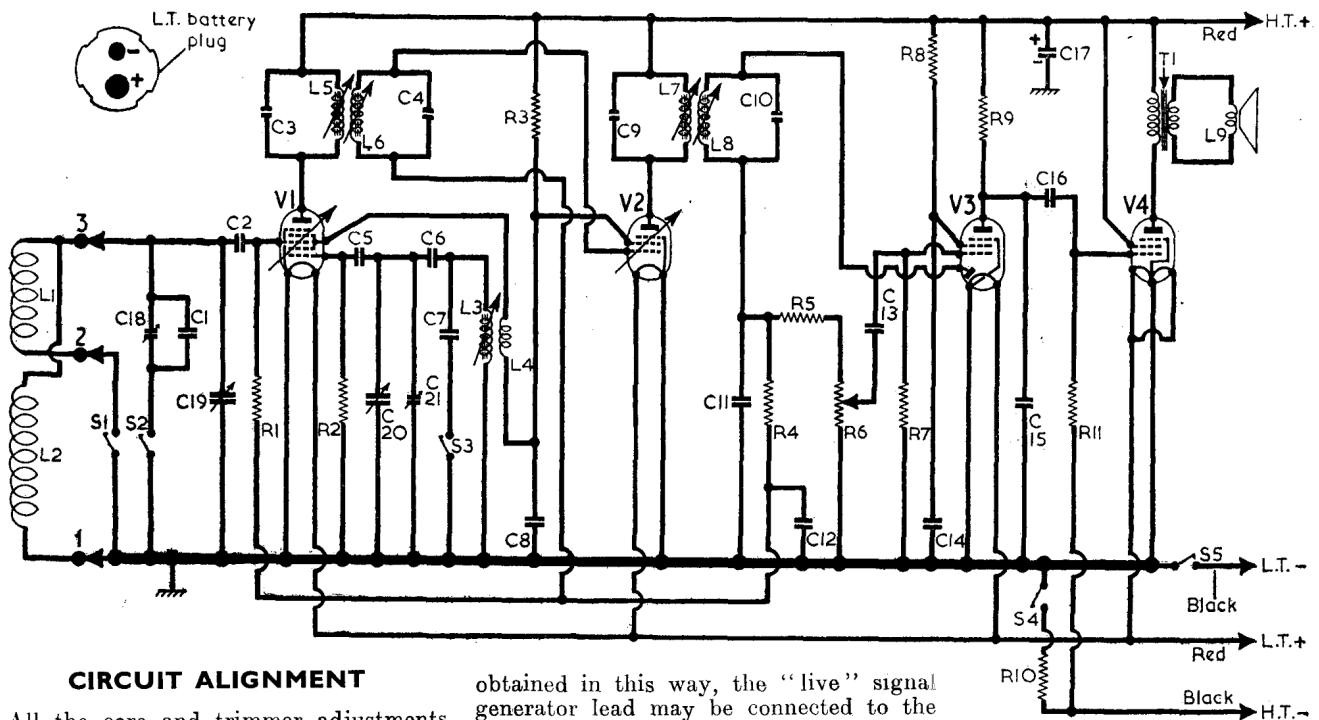 L.T. battery
plug
-
+
H.T.+
Red
L5
C4
C3
L6
R3
L7
C10
C9
L8
R8
+
-
C17
T1
R9
L9
V1
V2
V3
V4
C16
3
C2
C5
C6
L1
2
C18
C1
C7
L3
L4
R5
C
13
C19
R1
R2
C
20
C
21
S3
C11
R4
R6
R7
C
15
R11
S1
S2
L2
1
C8
C12
C14
S5
L.T.-
Black
S4
L.T.+
Red
R10
Black
H.T.-
CIRCUIT ALIGNMENT
All the core and trimmer adjustments
obtained in this way, the "live" signal
generator lead may be connected to the